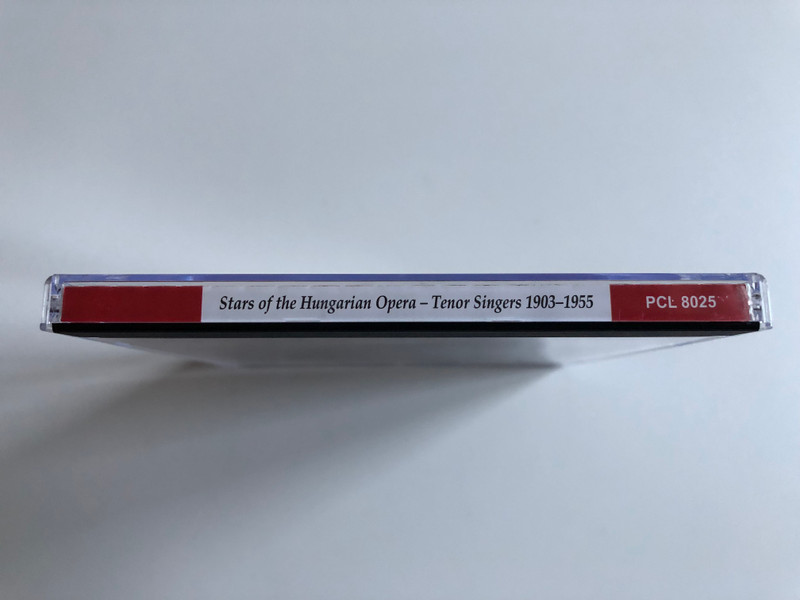 Stars of the Hungarian Opera – Tenor Singers 1903–1955
PCL 8025